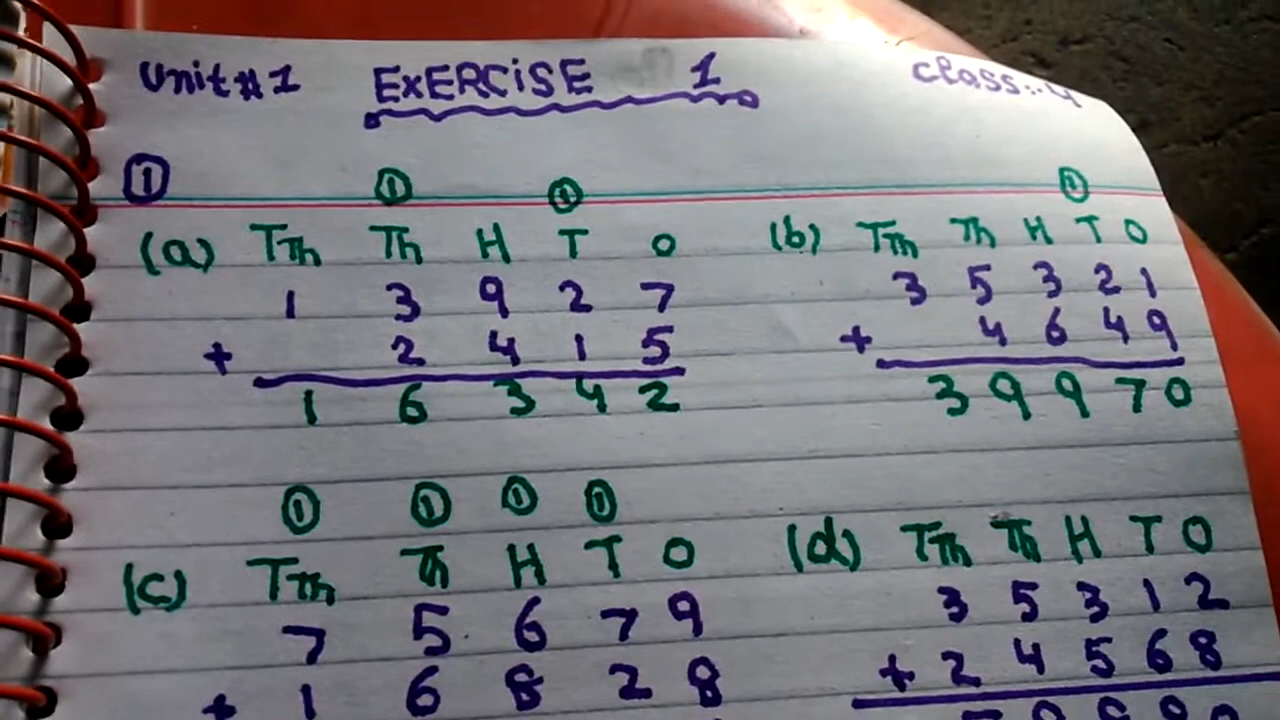 Unit # 1 EXERCISE 1 Class:- 4
①
① ① ①
(a) TTh Th H T O (b) TTh Th H T O
1 3 9 2 7 3 5 3 2 1
+ 2 4 1 5 + 4 6 4 9
1 6 3 4 2 3 9 9 7 0
① ① ① ①
(c) TTh Th H T O (d) TTh Th H T O
7 5 6 7 9 3 5 3 1 2
+ 1 6 8 2 8 + 2 4 5 6 8